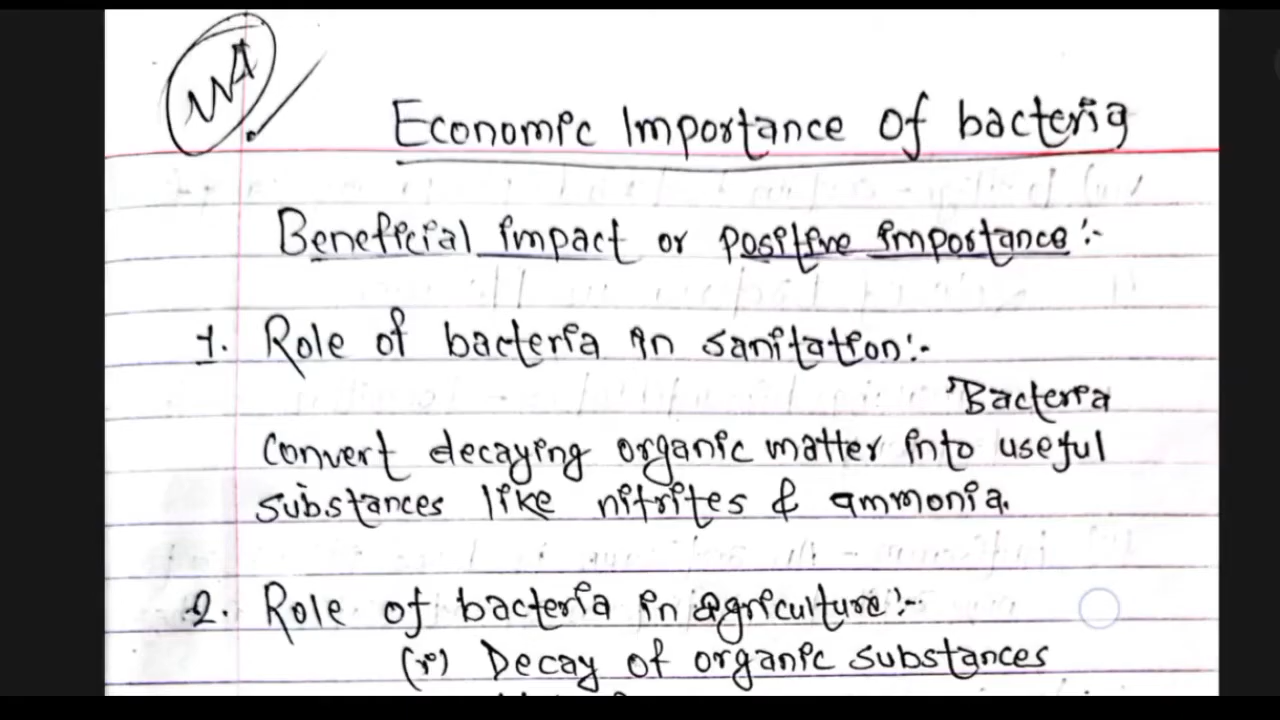 Economic Importance of bacteria
Beneficial impact or positive importance :-
1. Role of bacteria in sanitation:-
Bacteria
convert decaying organic matter into useful
substances like nitrites & ammonia.
2. Role of bacteria in agriculture:-
(i) Decay of organic substances